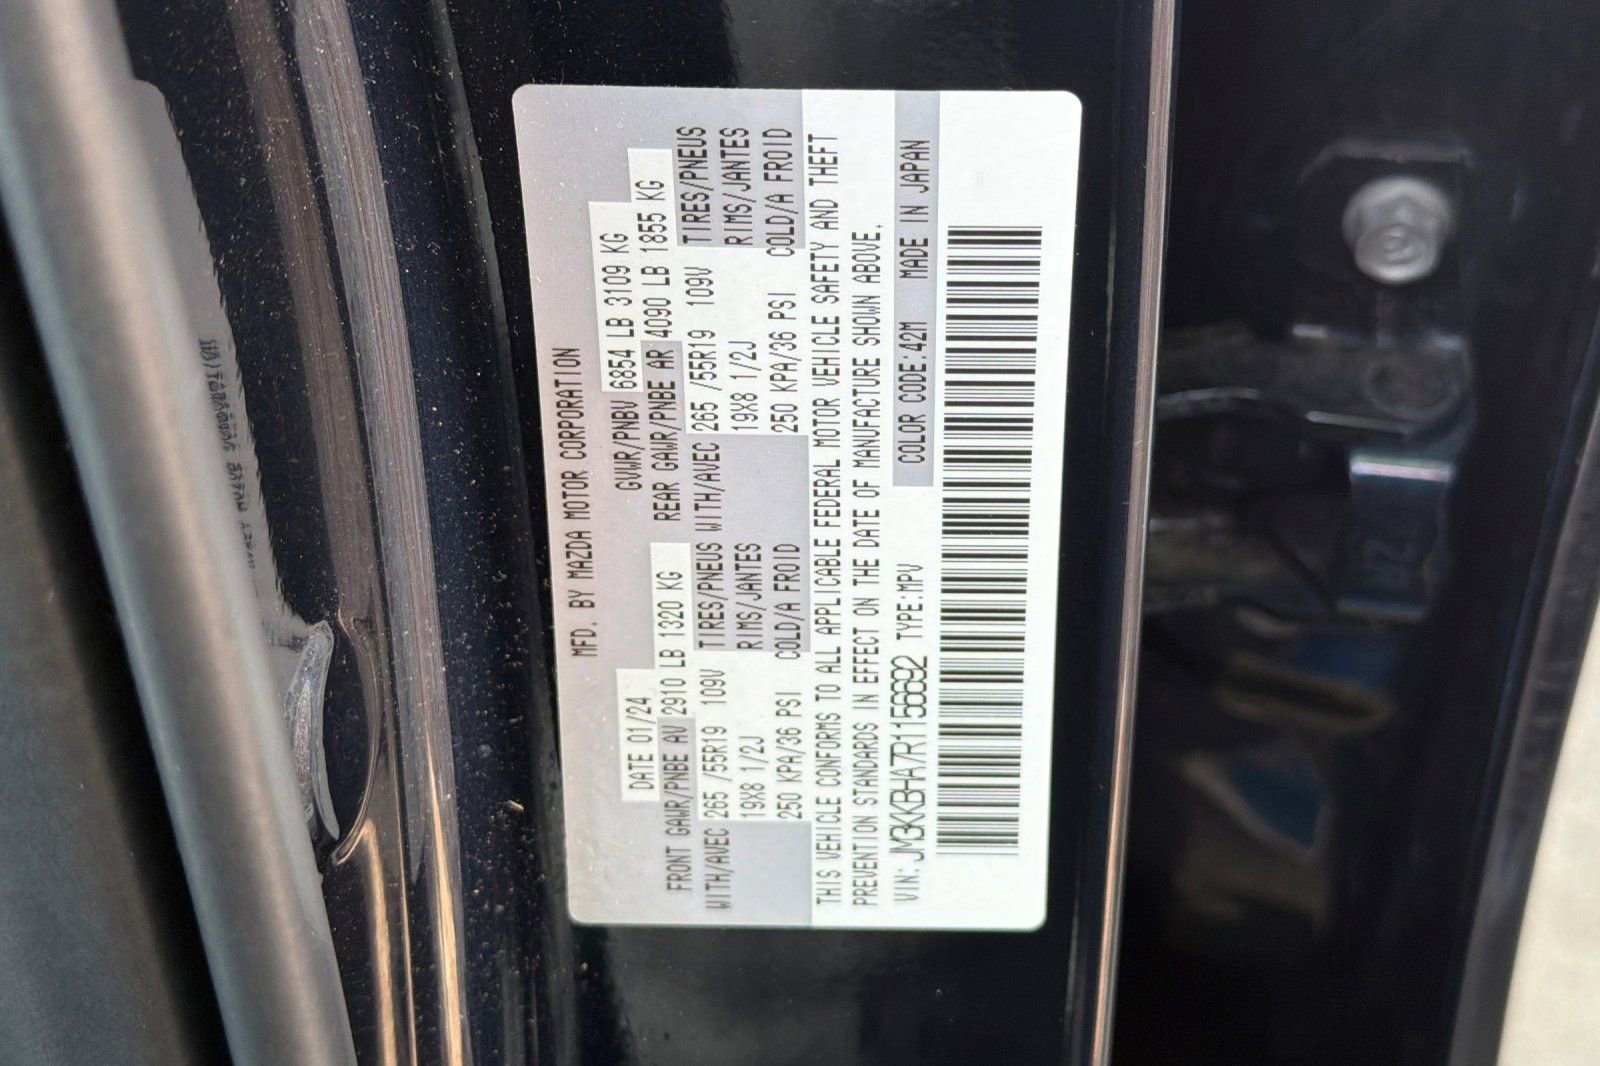 MFD. BY MAZDA MOTOR CORPORATION
DATE 01/24 GVWR/PNBV 6854 LB 3109 KG
FRONT GAWR/PNBE AV 2910 LB 1320 KG REAR GAWR/PNBE AR 4090 LB 1855 KG
WITH/AVEC 265 /55R19 109V TIRES/PNEUS WITH/AVEC 265 /55R19 109V TIRES/PNEUS
19X8 1/2J RIMS/JANTES 19X8 1/2J RIMS/JANTES
250 KPA/36 PSI COLD/A FROID 250 KPA/36 PSI COLD/A FROID
THIS VEHICLE CONFORMS TO ALL APPLICABLE FEDERAL MOTOR VEHICLE SAFETY AND THEFT
PREVENTION STANDARDS IN EFFECT ON THE DATE OF MANUFACTURE SHOWN ABOVE.
VIN: JM3KKBHA7R1156692 TYPE:MPV COLOR CODE:42M MADE IN JAPAN